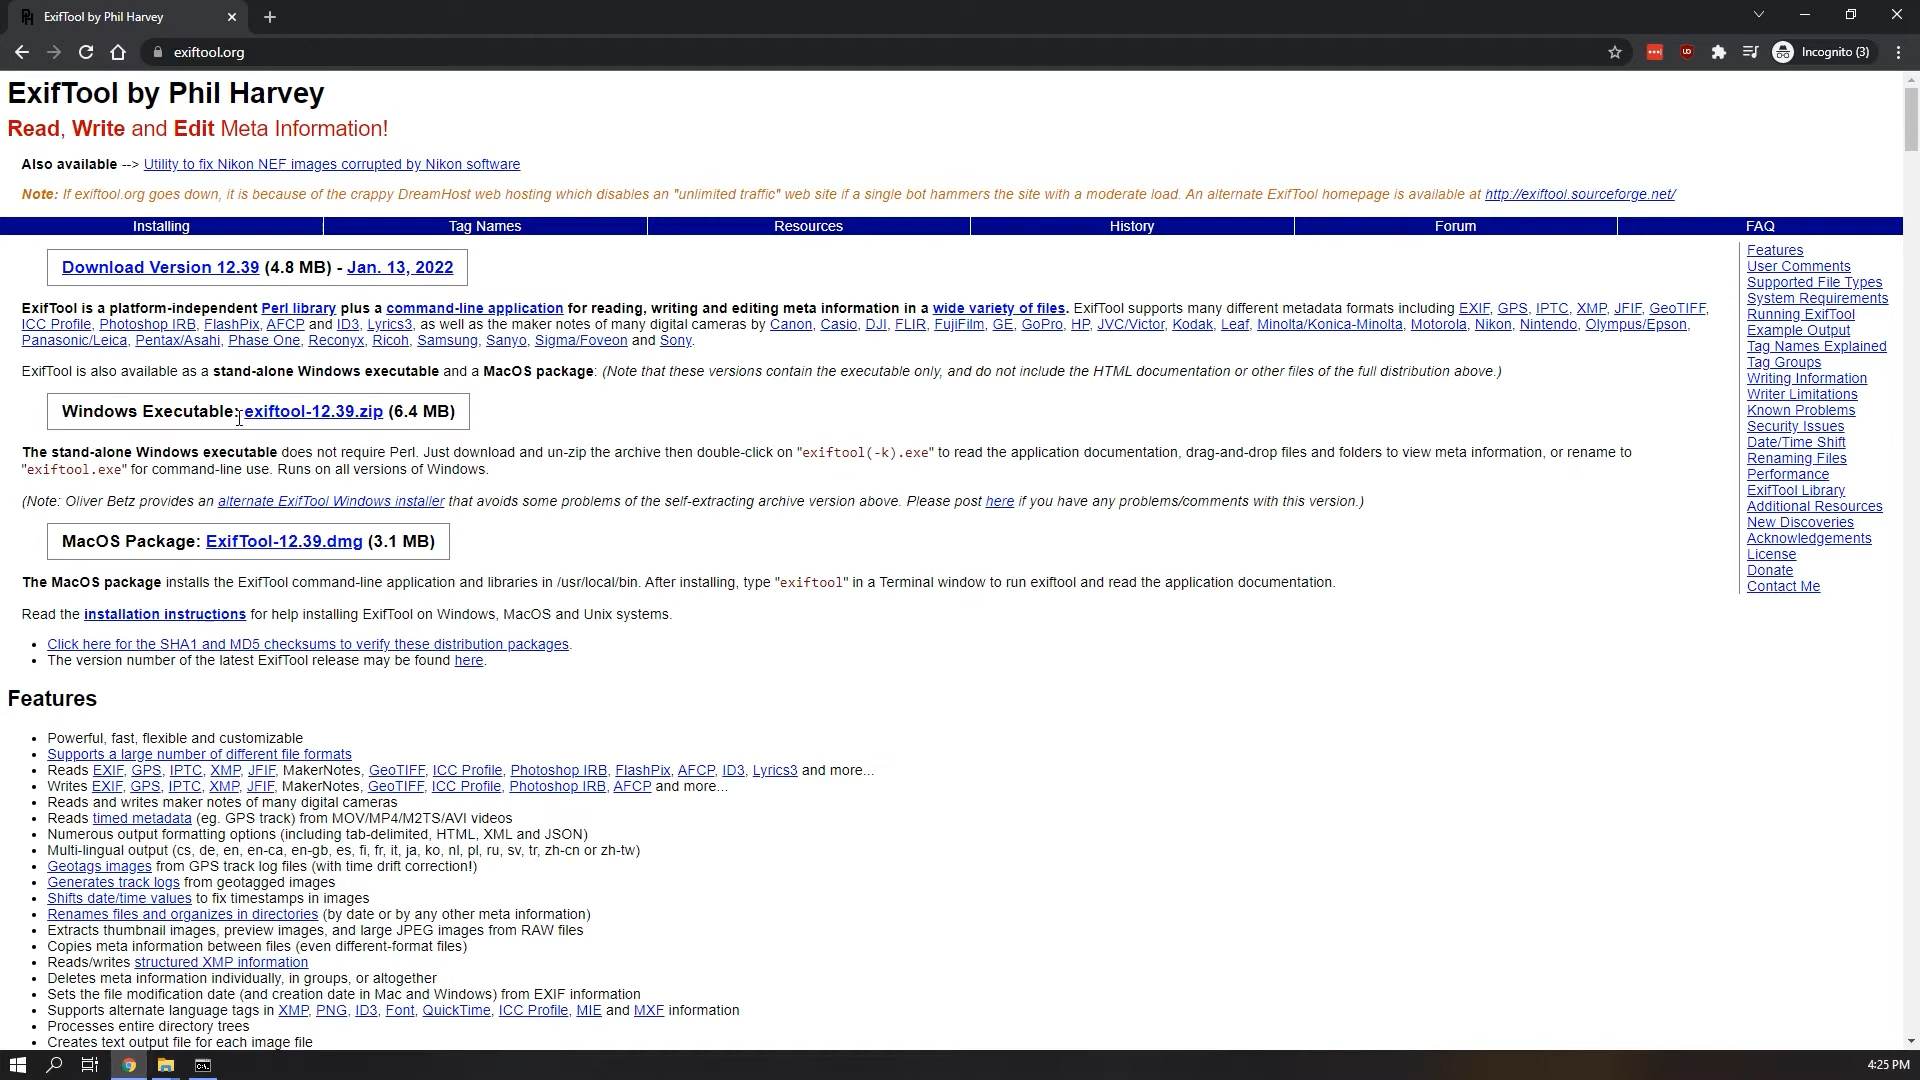 ExifTool by Phil Harvey
exiftool.org
Incognito (3)
ExifTool by Phil Harvey
Read, Write and Edit Meta Information!
Also available --> Utility to fix Nikon NEF images corrupted by Nikon software
Note: If exiftool.org goes down, it is because of the crappy DreamHost web hosting which disables an "unlimited traffic" web site if a single bot hammers the site with a moderate load. An alternate ExifTool homepage is available at http://exiftool.sourceforge.net/
Installing Tag Names Resources History Forum FAQ
Download Version 12.39 (4.8 MB) - Jan. 13, 2022
ExifTool is a platform-independent Perl library plus a command-line application for reading, writing and editing meta information in a wide variety of files. ExifTool supports many different metadata formats including EXIF, GPS, IPTC, XMP, JFIF, GeoTIFF,
ICC Profile, Photoshop IRB, FlashPix, AFCP and ID3, Lyrics3, as well as the maker notes of many digital cameras by Canon, Casio, DJI, FLIR, FujiFilm, GE, GoPro, HP, JVC/Victor, Kodak, Leaf, Minolta/Konica-Minolta, Motorola, Nikon, Nintendo, Olympus/Epson,
Panasonic/Leica, Pentax/Asahi, Phase One, Reconyx, Ricoh, Samsung, Sanyo, Sigma/Foveon and Sony.
ExifTool is also available as a stand-alone Windows executable and a MacOS package: (Note that these versions contain the executable only, and do not include the HTML documentation or other files of the full distribution above.)
Windows Executable: exiftool-12.39.zip (6.4 MB)
The stand-alone Windows executable does not require Perl. Just download and un-zip the archive then double-click on "exiftool(-k).exe" to read the application documentation, drag-and-drop files and folders to view meta information, or rename to
"exiftool.exe" for command-line use. Runs on all versions of Windows.
(Note: Oliver Betz provides an alternate ExifTool Windows installer that avoids some problems of the self-extracting archive version above. Please post here if you have any problems/comments with this version.)
MacOS Package: ExifTool-12.39.dmg (3.1 MB)
The MacOS package installs the ExifTool command-line application and libraries in /usr/local/bin. After installing, type "exiftool" in a Terminal window to run exiftool and read the application documentation.
Read the installation instructions for help installing ExifTool on Windows, MacOS and Unix systems.
• Click here for the SHA1 and MD5 checksums to verify these distribution packages.
• The version number of the latest ExifTool release may be found here.
Features
• Powerful, fast, flexible and customizable
• Supports a large number of different file formats
• Reads EXIF, GPS, IPTC, XMP, JFIF, MakerNotes, GeoTIFF, ICC Profile, Photoshop IRB, FlashPix, AFCP, ID3, Lyrics3 and more...
• Writes EXIF, GPS, IPTC, XMP, JFIF, MakerNotes, GeoTIFF, ICC Profile, Photoshop IRB, AFCP and more...
• Reads and writes maker notes of many digital cameras
• Reads timed metadata (eg. GPS track) from MOV/MP4/M2TS/AVI videos
• Numerous output formatting options (including tab-delimited, HTML, XML and JSON)
• Multi-lingual output (cs, de, en, en-ca, en-gb, es, fi, fr, it, ja, ko, nl, pl, ru, sv, tr, zh-cn or zh-tw)
• Geotags images from GPS track log files (with time drift correction!)
• Generates track logs from geotagged images
• Shifts date/time values to fix timestamps in images
• Renames files and organizes in directories (by date or by any other meta information)
• Extracts thumbnail images, preview images, and large JPEG images from RAW files
• Copies meta information between files (even different-format files)
• Reads/writes structured XMP information
• Deletes meta information individually, in groups, or altogether
• Sets the file modification date (and creation date in Mac and Windows) from EXIF information
• Supports alternate language tags in XMP, PNG, ID3, Font, QuickTime, ICC Profile, MIE and MXF information
• Processes entire directory trees
• Creates text output file for each image file
Features
User Comments
Supported File Types
System Requirements
Running ExifTool
Example Output
Tag Names Explained
Tag Groups
Writing Information
Writer Limitations
Known Problems
Security Issues
Date/Time Shift
Renaming Files
Performance
ExifTool Library
Additional Resources
New Discoveries
Acknowledgements
License
Donate
Contact Me
4:25 PM